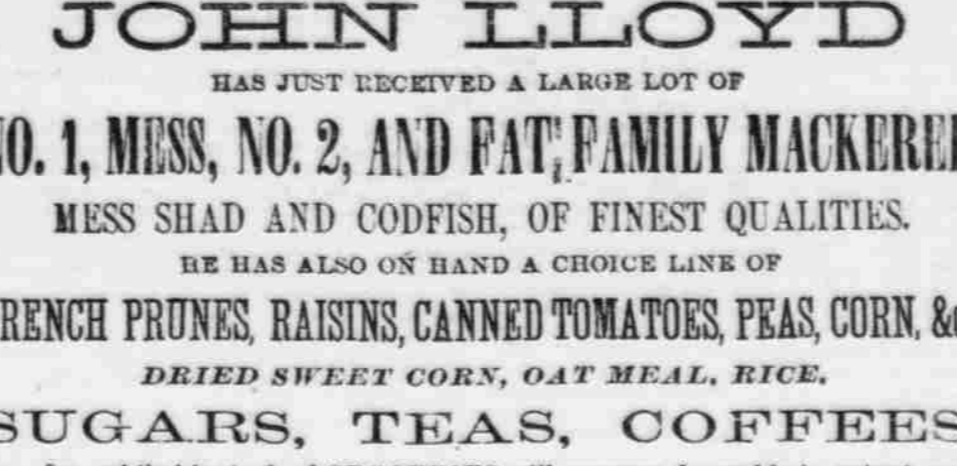 JOHN LLOYD
HAS JUST RECEIVED A LARGE LOT OF
NO. 1, MESS, NO. 2, AND FAT FAMILY MACKEREL
MESS SHAD AND CODFISH, OF FINEST QUALITIES.
HE HAS ALSO ON HAND A CHOICE LINE OF
FRENCH PRUNES, RAISINS, CANNED TOMATOES, PEAS, CORN, &c
DRIED SWEET CORN, OAT MEAL, RICE.
SUGARS, TEAS, COFFEES